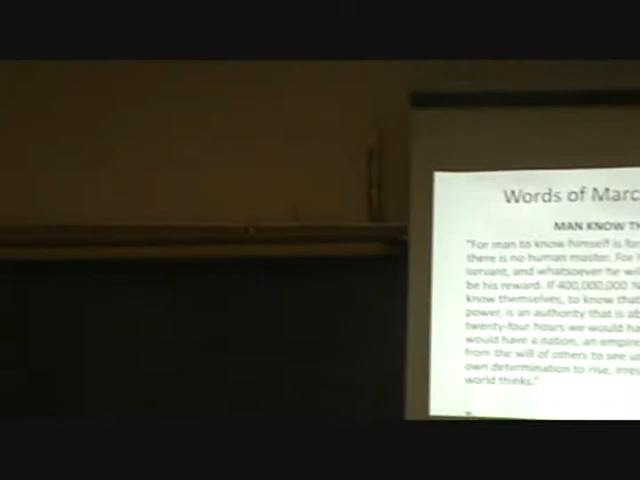 Words of Marc
MAN KNOW TH
"For man to know himself is for
there is no human master. For
servant, and whatsoever he wil
be his reward. If 400,000,000 N
know themselves, to know that
power, is an authority that is ab
twenty-four hours we would ha
would have a nation, an empire
from the will of others to see us
own determination to rise, irres
world thinks."